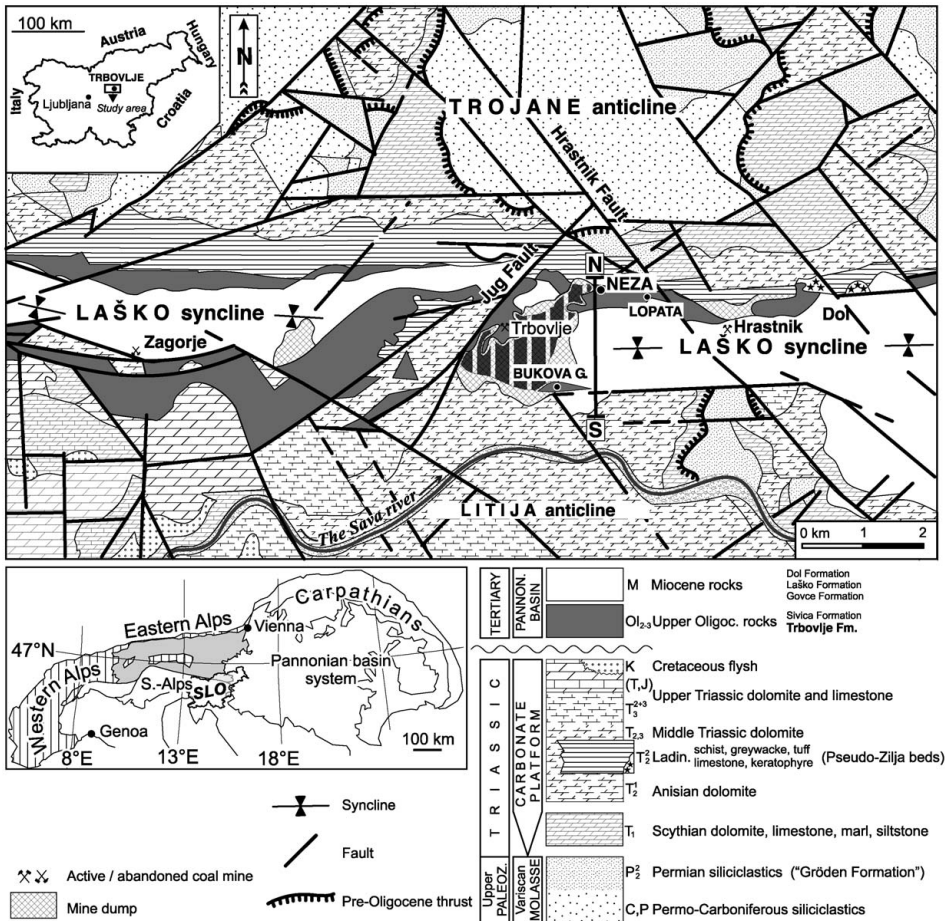 100 km
Austria
Hungary
TRBOVLJE
Ljubljana
Study area
Italy
Croatia
N
TROJANE anticline
Hrastnik Fault
Jug Fault
N
NEZA
LOPATA
LAŠKO syncline
Zagorje
Trbovlje
Hrastnik
Dol
LAŠKO syncline
BUKOVA G.
S
The Sava river
LITIJA anticline
0 km 1 2
Carpathians
Eastern Alps
Vienna
47°N
Pannonian basin
system
Western Alps
S.-Alps
SLO
Genoa
100 km
8°E
13°E
18°E
Syncline
Fault
Active / abandoned coal mine
Mine dump
Pre-Oligocene thrust
TERTIARY
PANNON.
BASIN
M Miocene rocks
Dol Formation
Laško Formation
Govce Formation
Ol2-3 Upper Oligoc. rocks
Sivica Formation
Trbovlje Fm.
TRIASSIC
CARBONATE
PLATFORM
K Cretaceous flysh
(T,J)
Upper Triassic dolomite and limestone
T3 2+3
T2,3 Middle Triassic dolomite
T2 2 Ladin. schist, greywacke, tuff
limestone, keratophyre (Pseudo-Zilja beds)
T2 1 Anisian dolomite
T1 Scythian dolomite, limestone, marl, siltstone
Upper
PALEOZ.
Variscan
MOLASSE
P2 2 Permian siliciclastics ("Gröden Formation")
C,P Permo-Carboniferous siliciclastics